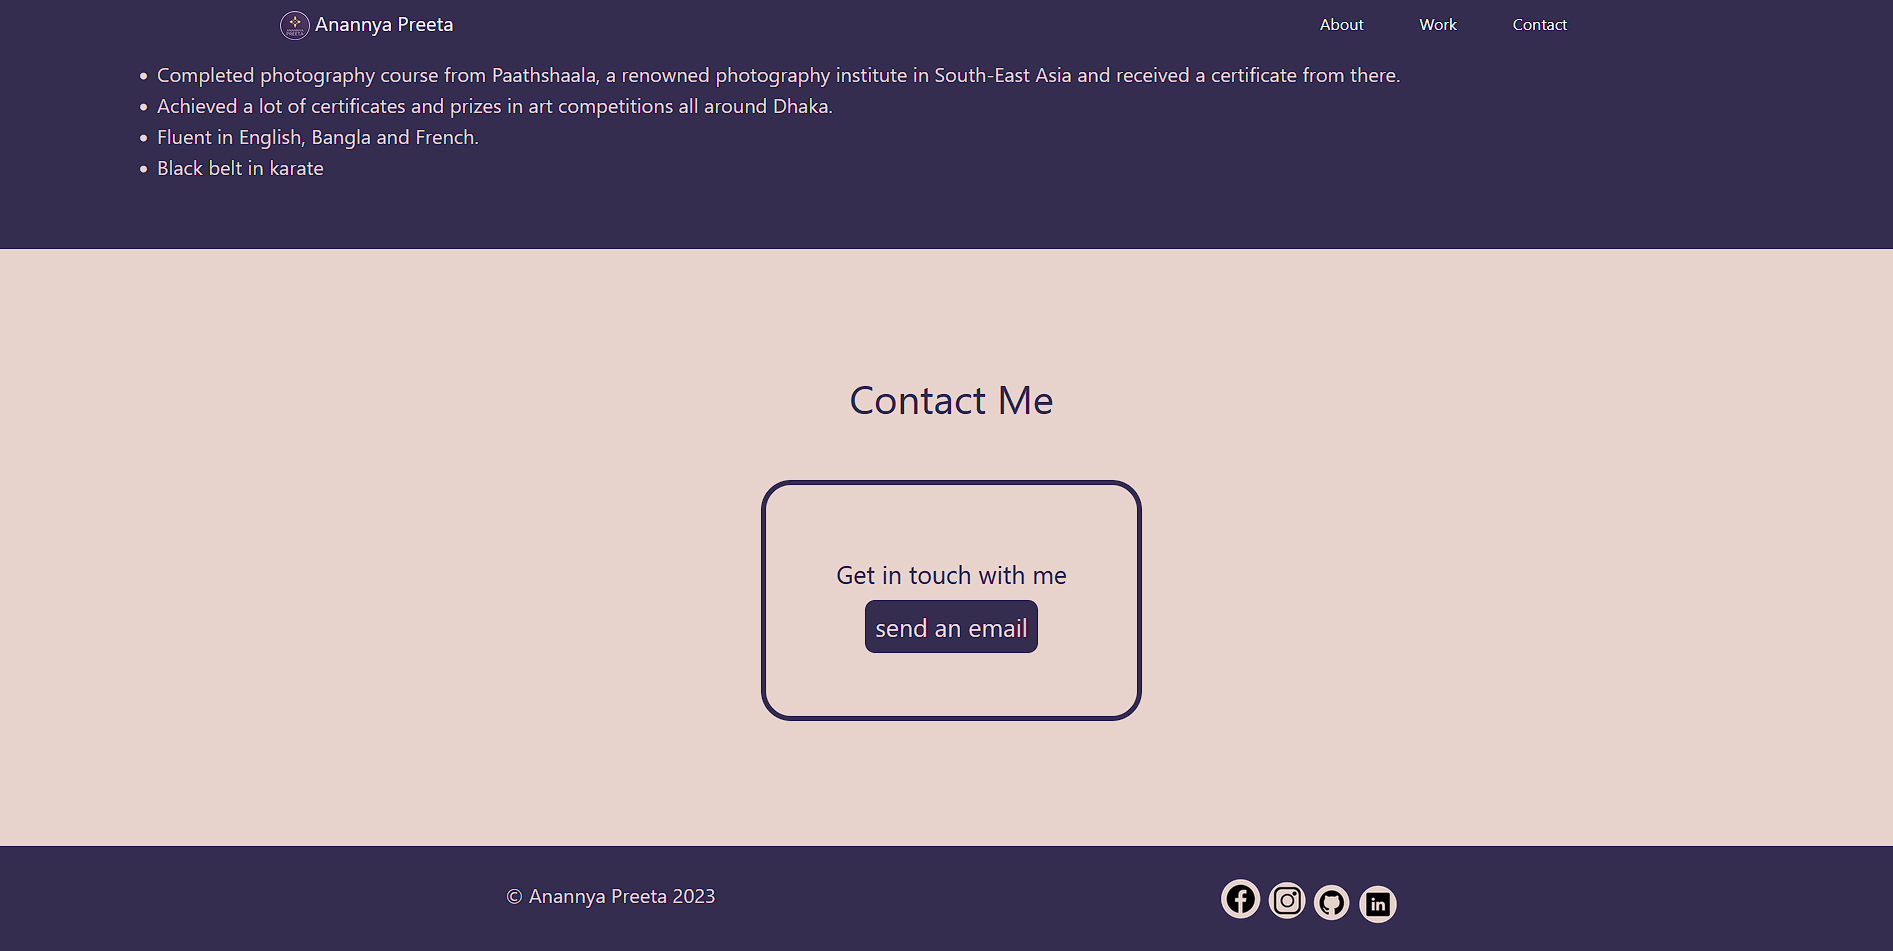 Anannya Preeta
About
Work
Contact
• Completed photography course from Paathshaala, a renowned photography institute in South-East Asia and received a certificate from there.
• Achieved a lot of certificates and prizes in art competitions all around Dhaka.
• Fluent in English, Bangla and French.
• Black belt in karate
Contact Me
Get in touch with me
send an email
© Anannya Preeta 2023
in